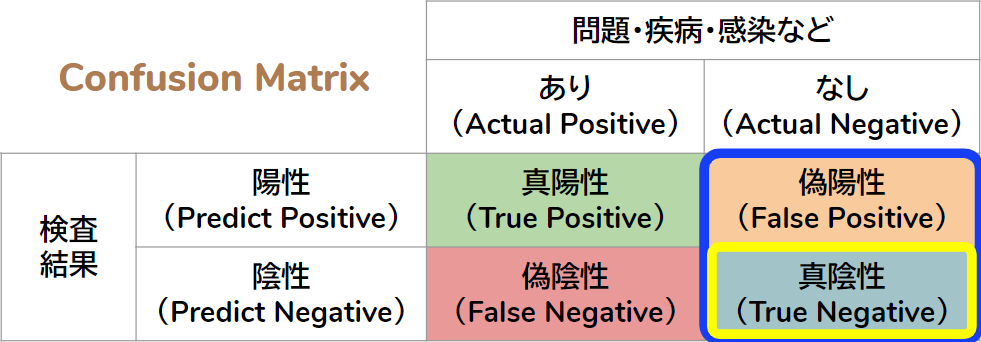 Confusion Matrix
問題・疾病・感染など
あり
（Actual Positive）
なし
（Actual Negative）
検査
結果
陽性
（Predict Positive）
真陽性
（True Positive）
偽陽性
（False Positive）
陰性
（Predict Negative）
偽陰性
（False Negative）
真陰性
（True Negative）